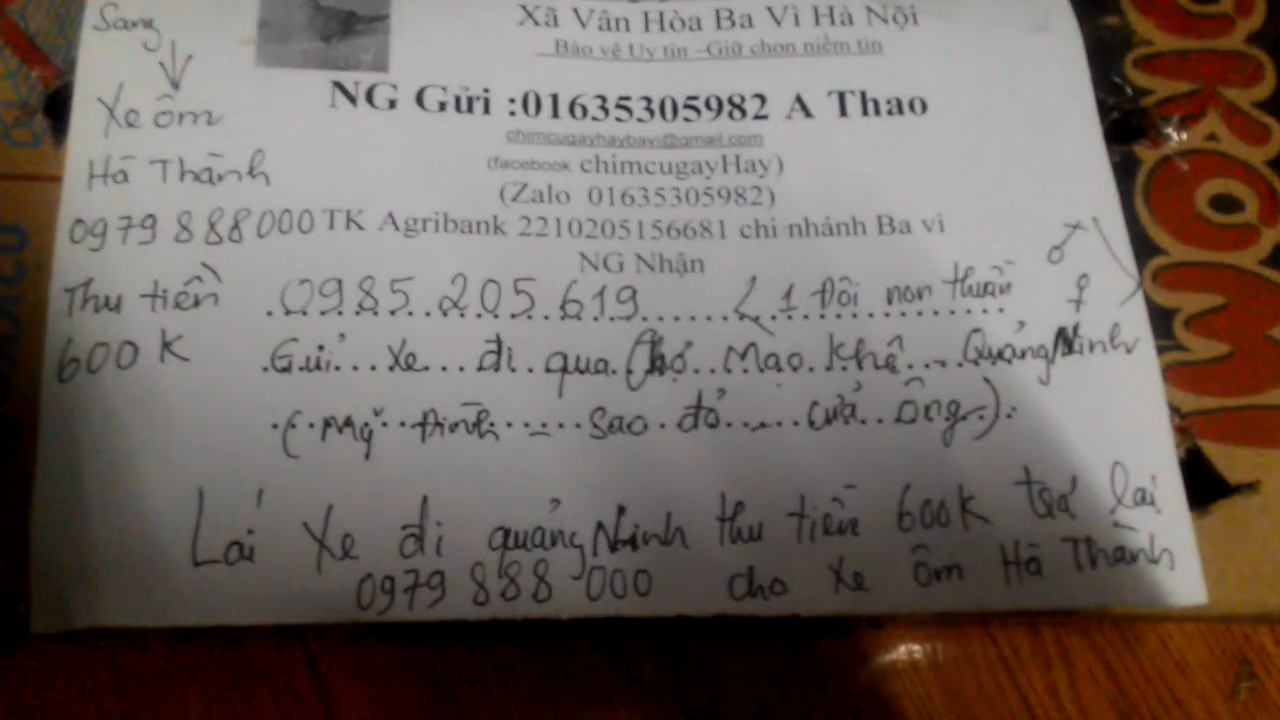 Sang
Xe ôm
Hà Thành
0979 888 000
Thu tiền
600 K
Xã Vân Hòa Ba Vì Hà Nội
Bảo vệ Uy tín –Giữ chọn niềm tin
NG Gửi :01635305982 A Thao
chimcugayhaybavi@gmail.com
(facebook chimcugayHay)
(Zalo 01635305982)
TK Agribank 2210205156681 chi nhánh Ba vì
NG Nhận
0985.205.619 1 Đôi non thuần ♂ ♀
Gửi xe đi qua Chợ Mạo Khê Quảng Ninh
(Mỹ Đình – Sao đỏ – cửa ông)
Lái xe đi quảng Ninh thu tiền 600K trả lại
0979 888 000 cho xe ôm Hà Thành
OKOMI